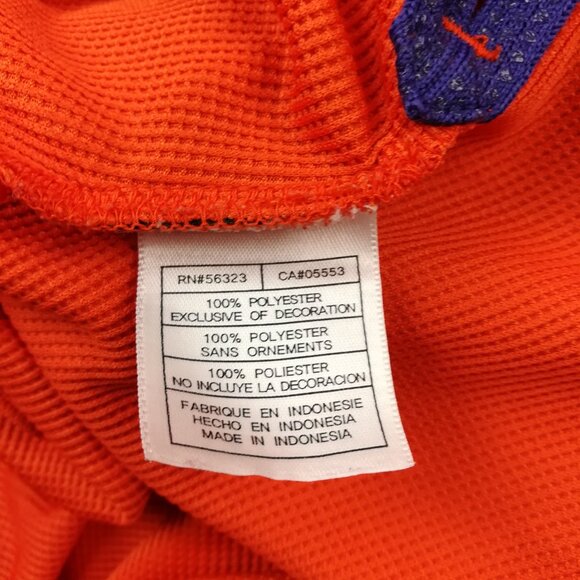 RN#56323 CA#05553
100% POLYESTER
EXCLUSIVE OF DECORATION
100% POLYESTER
SANS ORNEMENTS
100% POLIESTER
NO INCLUYE LA DECORACION
FABRIQUE EN INDONESIE
HECHO EN INDONESIA
MADE IN INDONESIA